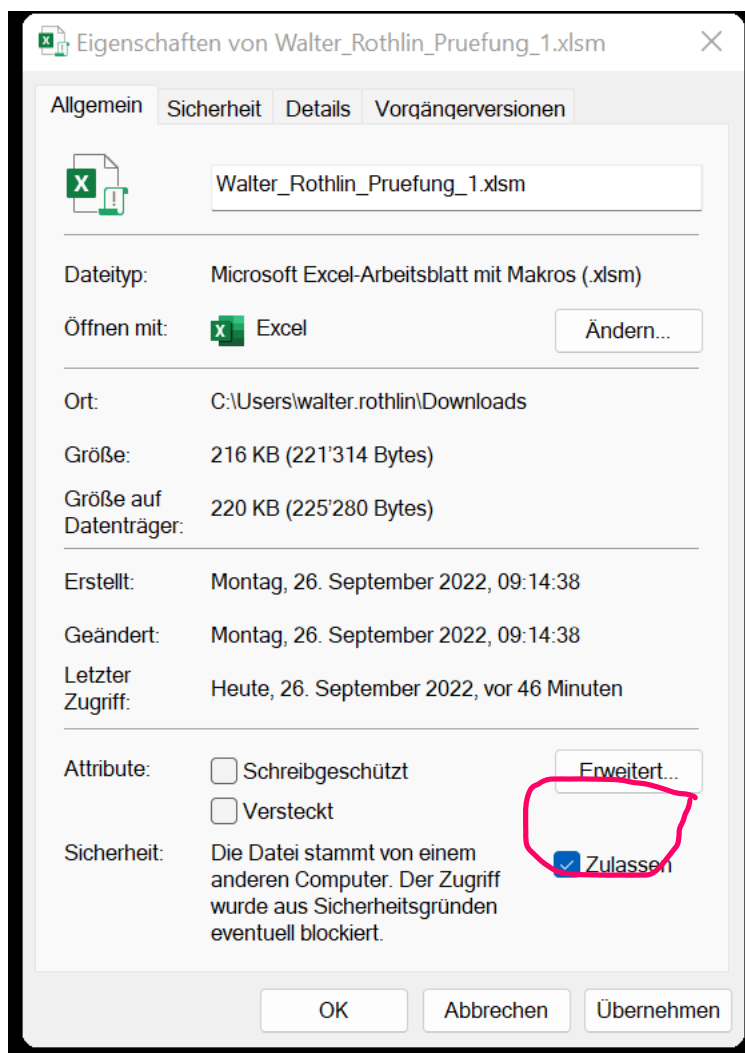 Eigenschaften von Walter_Rothlin_Pruefung_1.xlsm
Allgemein Sicherheit Details Vorgängerversionen
Walter_Rothlin_Pruefung_1.xlsm
Dateityp: Microsoft Excel-Arbeitsblatt mit Makros (.xlsm)
Öffnen mit: Excel Ändern...
Ort: C:\Users\walter.rothlin\Downloads
Größe: 216 KB (221'314 Bytes)
Größe auf
Datenträger: 220 KB (225'280 Bytes)
Erstellt: Montag, 26. September 2022, 09:14:38
Geändert: Montag, 26. September 2022, 09:14:38
Letzter
Zugriff: Heute, 26. September 2022, vor 46 Minuten
Attribute: Schreibgeschützt Erweitert...
Versteckt
Sicherheit: Die Datei stammt von einem
anderen Computer. Der Zugriff
wurde aus Sicherheitsgründen
eventuell blockiert.
Zulassen
OK Abbrechen Übernehmen